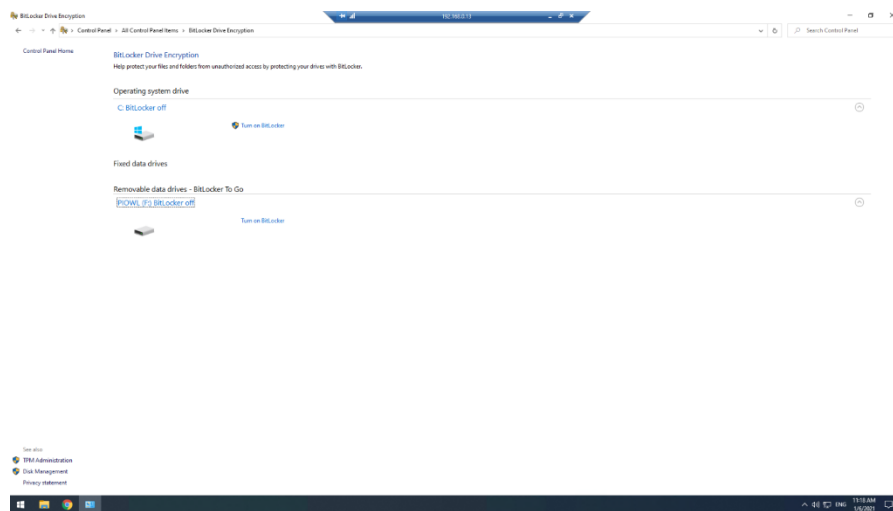 BitLocker Drive Encryption
192.168.0.13
Control Panel > All Control Panel Items > BitLocker Drive Encryption
Search Control Panel
Control Panel Home
BitLocker Drive Encryption
Help protect your files and folders from unauthorized access by protecting your drives with BitLocker.
Operating system drive
C: BitLocker off
Turn on BitLocker
Fixed data drives
Removable data drives - BitLocker To Go
PIOWL (F:) BitLocker off
Turn on BitLocker
See also
TPM Administration
Disk Management
Privacy statement
ENG
11:18 AM
1/6/2021